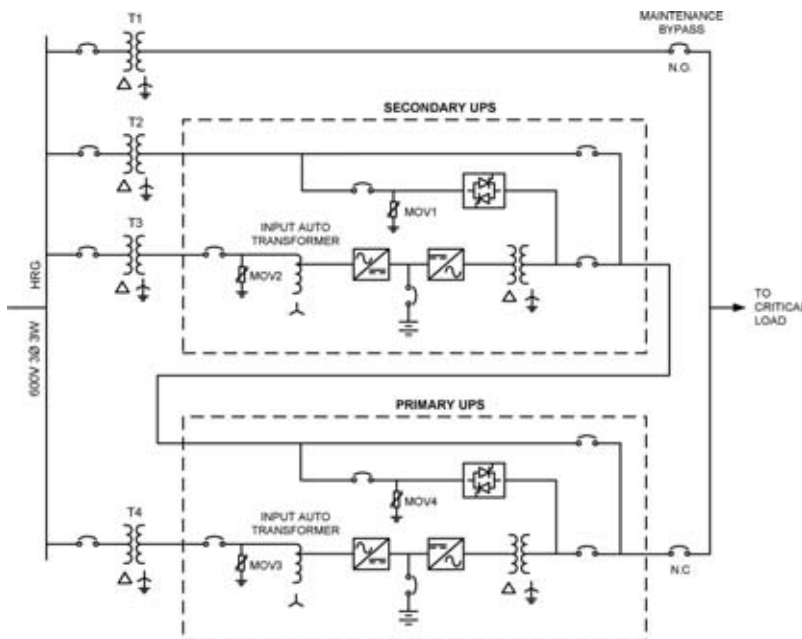 T1
MAINTENANCE
BYPASS
N.O.
SECONDARY UPS
T2
MOV1
T3
INPUT AUTO
TRANSFORMER
MOV2
HRG
600V 3Ø 3W
TO
CRITICAL
LOAD
PRIMARY UPS
MOV4
T4
INPUT AUTO
TRANSFORMER
MOV3
N.C